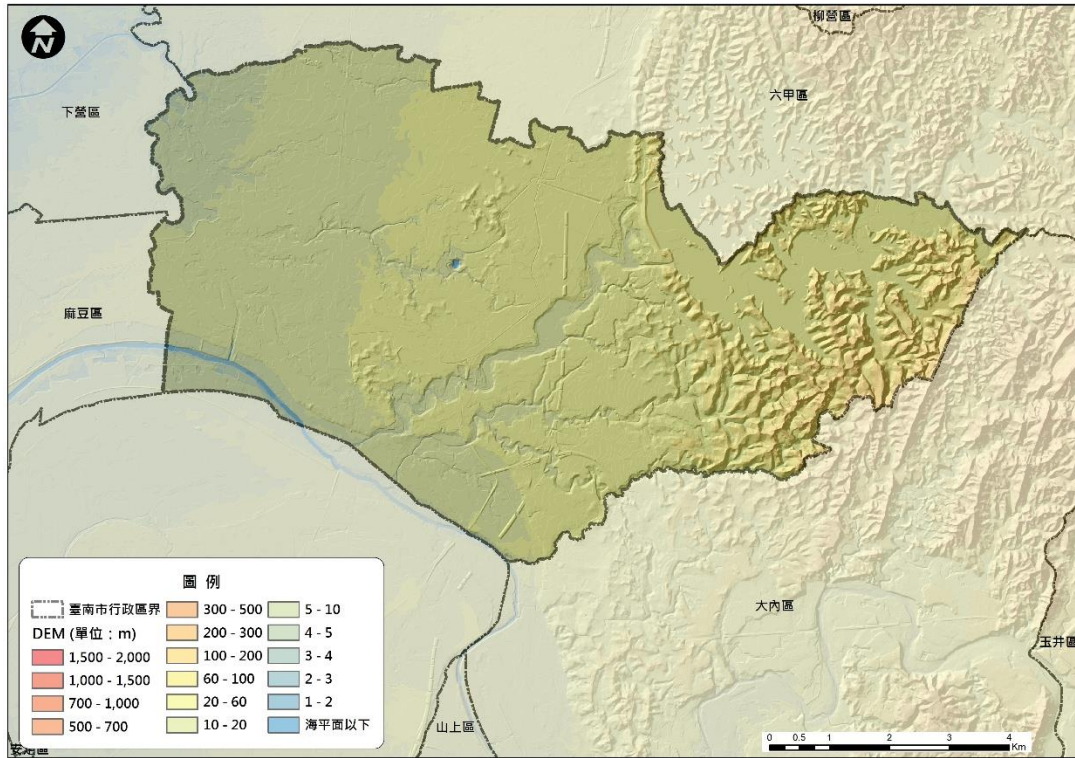 N
柳營區
下營區
六甲區
麻豆區
大內區
玉井區
山上區
安定區
圖 例
臺南市行政區界
DEM (單位：m)
1,500 - 2,000
1,000 - 1,500
700 - 1,000
500 - 700
300 - 500
200 - 300
100 - 200
60 - 100
20 - 60
10 - 20
5 - 10
4 - 5
3 - 4
2 - 3
1 - 2
海平面以下
0 0.5 1 2 3 4
Km